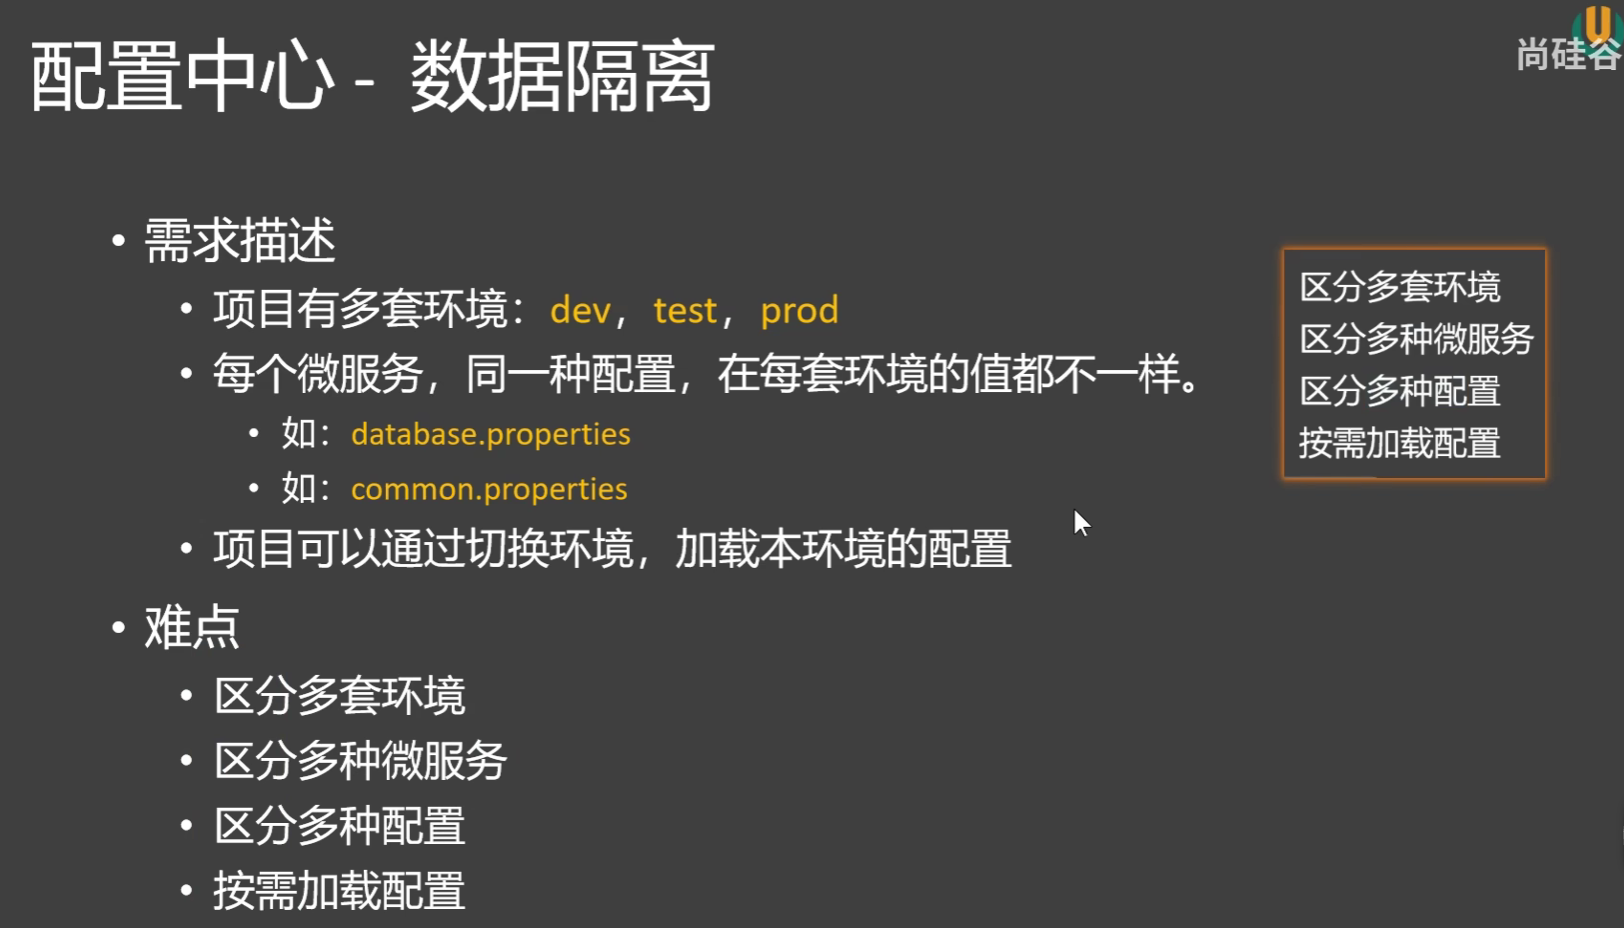 配置中心 - 数据隔离
尚硅谷
• 需求描述
• 项目有多套环境：dev，test，prod
• 每个微服务，同一种配置，在每套环境的值都不一样。
• 如：database.properties
• 如：common.properties
• 项目可以通过切换环境，加载本环境的配置
• 难点
• 区分多套环境
• 区分多种微服务
• 区分多种配置
• 按需加载配置
区分多套环境
区分多种微服务
区分多种配置
按需加载配置